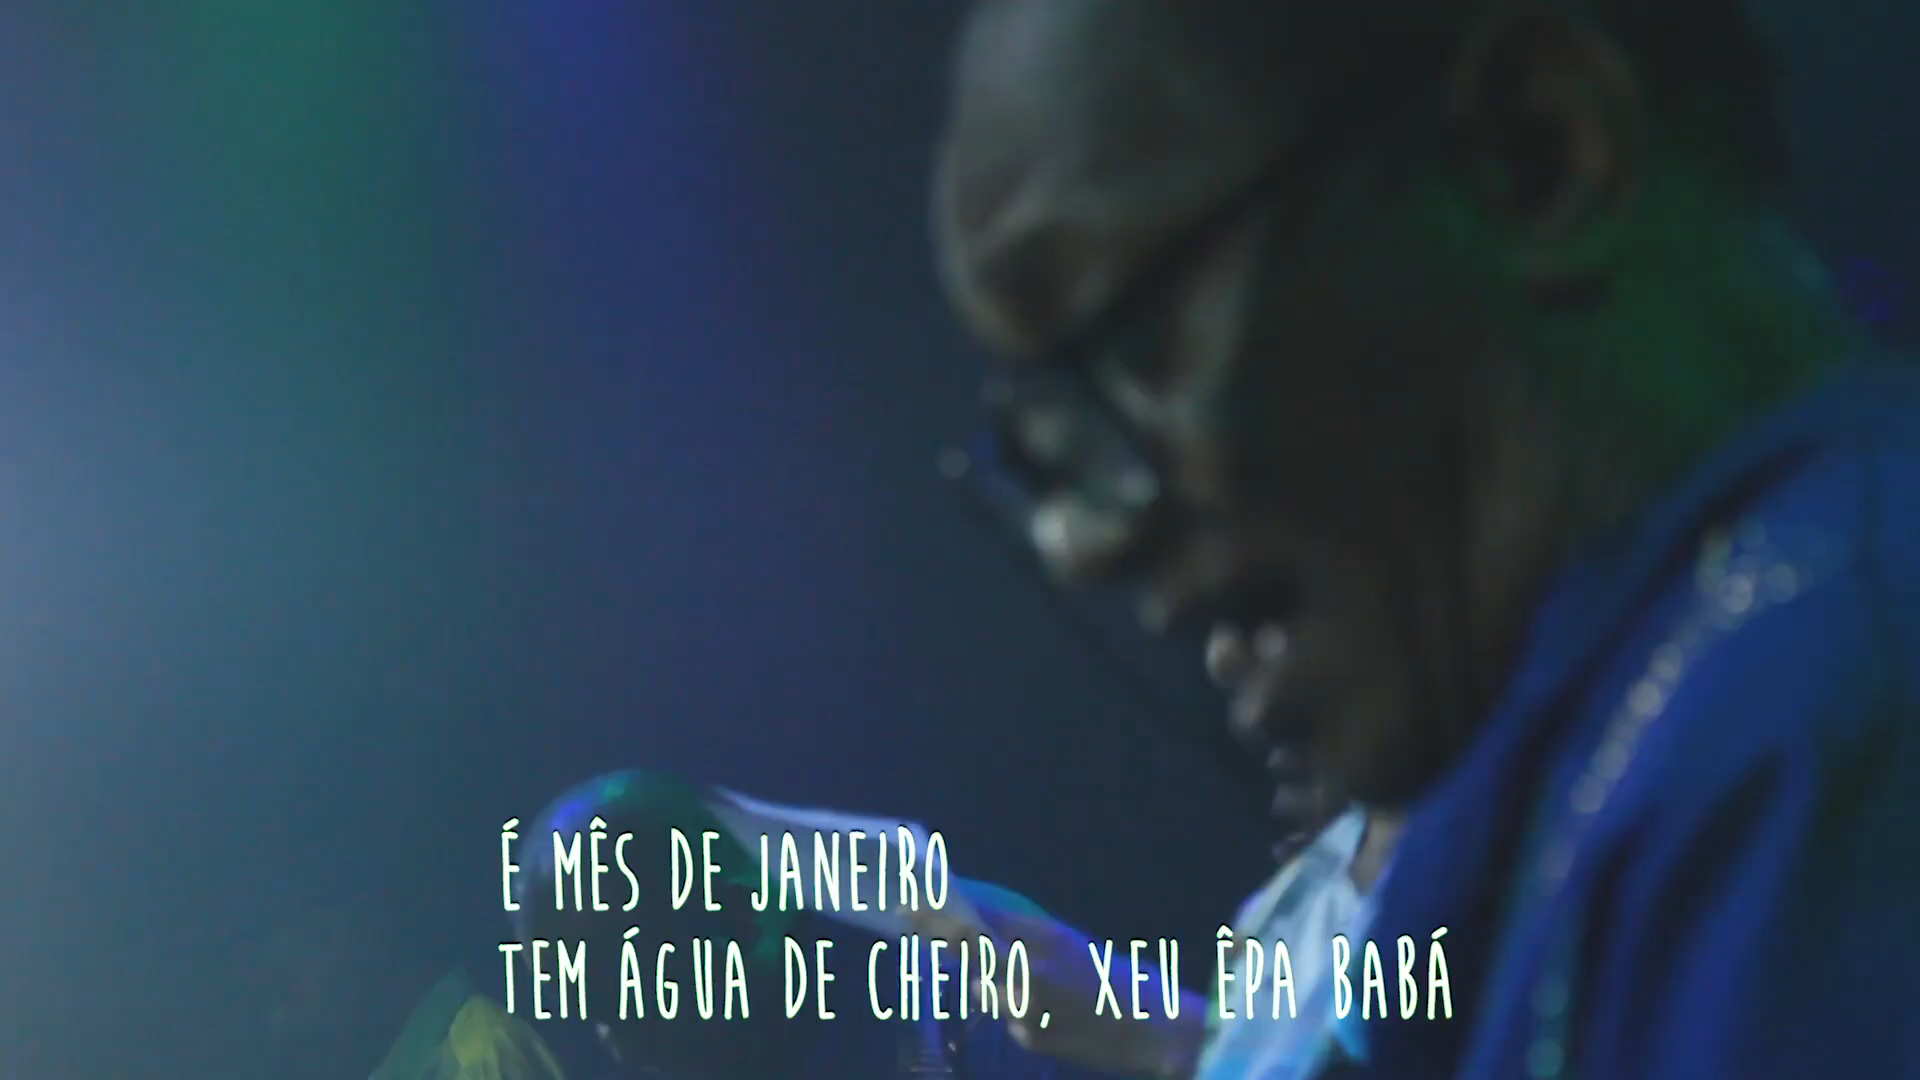 É MÊS DE JANEIRO
TEM ÁGUA DE CHEIRO, XEU ÊPA BABÁ